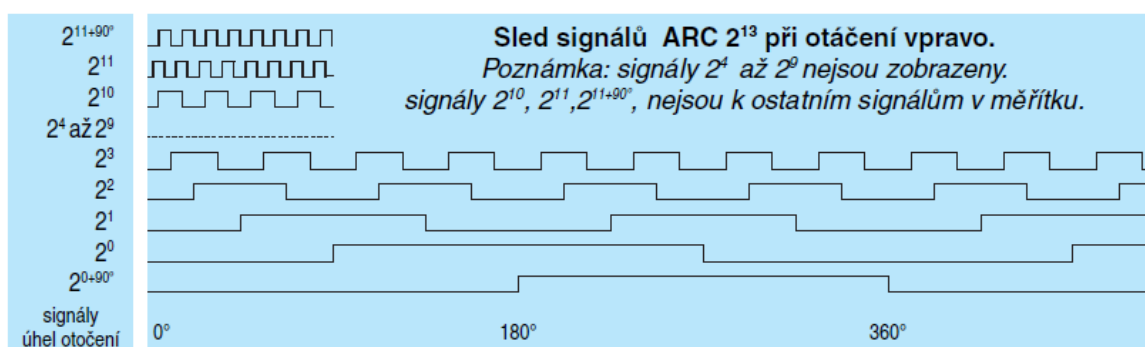 2¹¹⁺⁹⁰°
Sled signálů ARC 2¹³ při otáčení vpravo.
2¹¹
Poznámka: signály 2⁴ až 2⁹ nejsou zobrazeny.
2¹⁰
signály 2¹⁰, 2¹¹,2¹¹⁺⁹⁰°, nejsou k ostatním signálům v měřítku.
2⁴ až 2⁹
2³
2²
2¹
2⁰
2⁰⁺⁹⁰°
signály
úhel otočení
0°
180°
360°